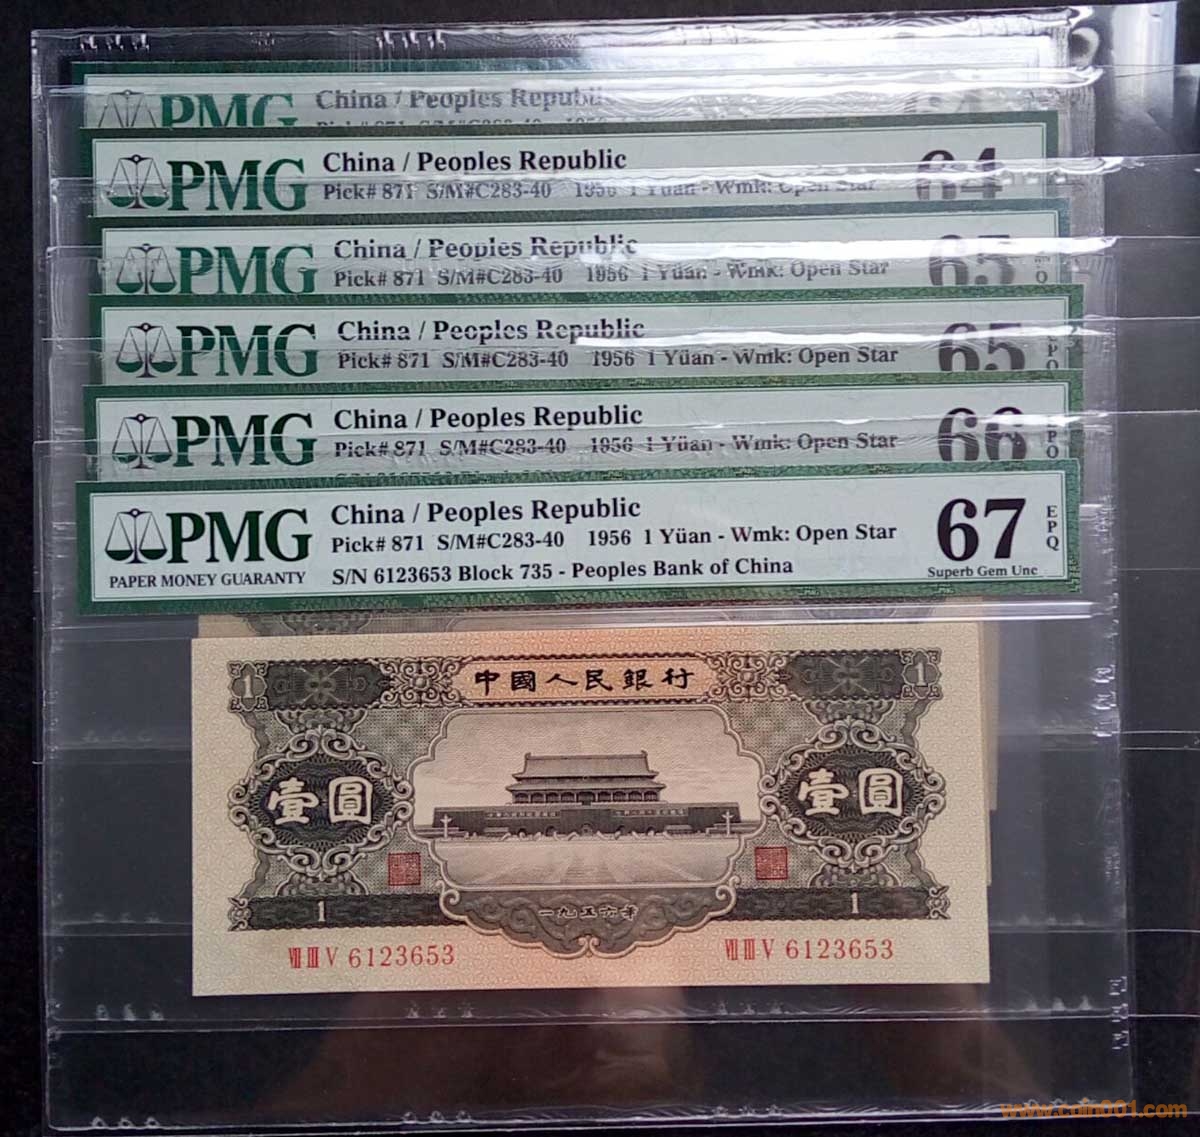 PMG China / Peoples Republic 64
PMG China / Peoples Republic 64
Pick# 871 S/M#C283-40 1956 1 Yüan - Wmk: Open Star
PMG China / Peoples Republic 65
Pick# 871 S/M#C283-40 1956 1 Yüan - Wmk: Open Star
PMG China / Peoples Republic 65 EPQ
Pick# 871 S/M#C283-40 1956 1 Yüan - Wmk: Open Star
PMG China / Peoples Republic 66 EPQ
Pick# 871 S/M#C283-40 1956 1 Yüan - Wmk: Open Star
PMG China / Peoples Republic 67 EPQ
Pick# 871 S/M#C283-40 1956 1 Yüan - Wmk: Open Star
PAPER MONEY GUARANTY S/N 6123653 Block 735 - Peoples Bank of China Superb Gem Unc
1 中國人民銀行 1
壹圓 壹圓
1 一九五六年 1
VII III V 6123653 VII III V 6123653
www.coin001.com